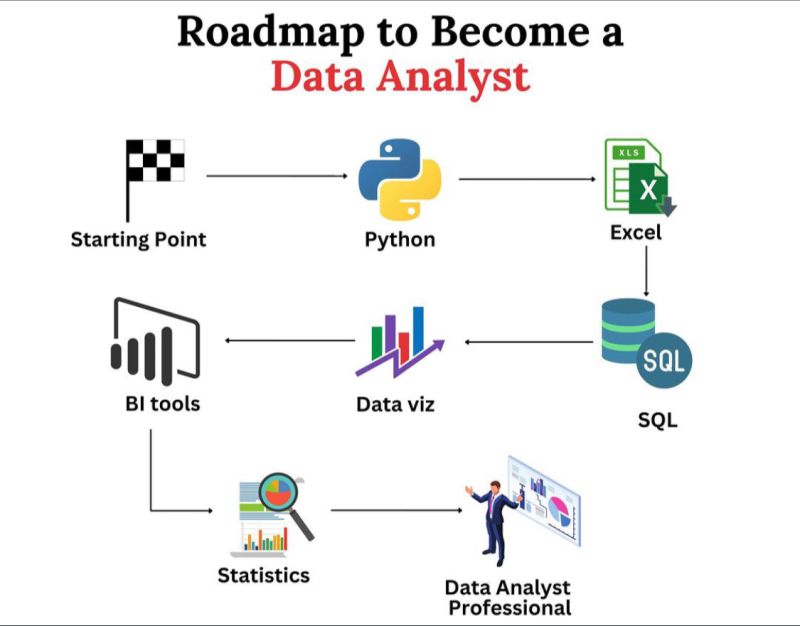 Roadmap to Become a
Data Analyst
Starting Point
Python
XLS
X
Excel
SQL
SQL
Data viz
BI tools
Statistics
Data Analyst
Professional